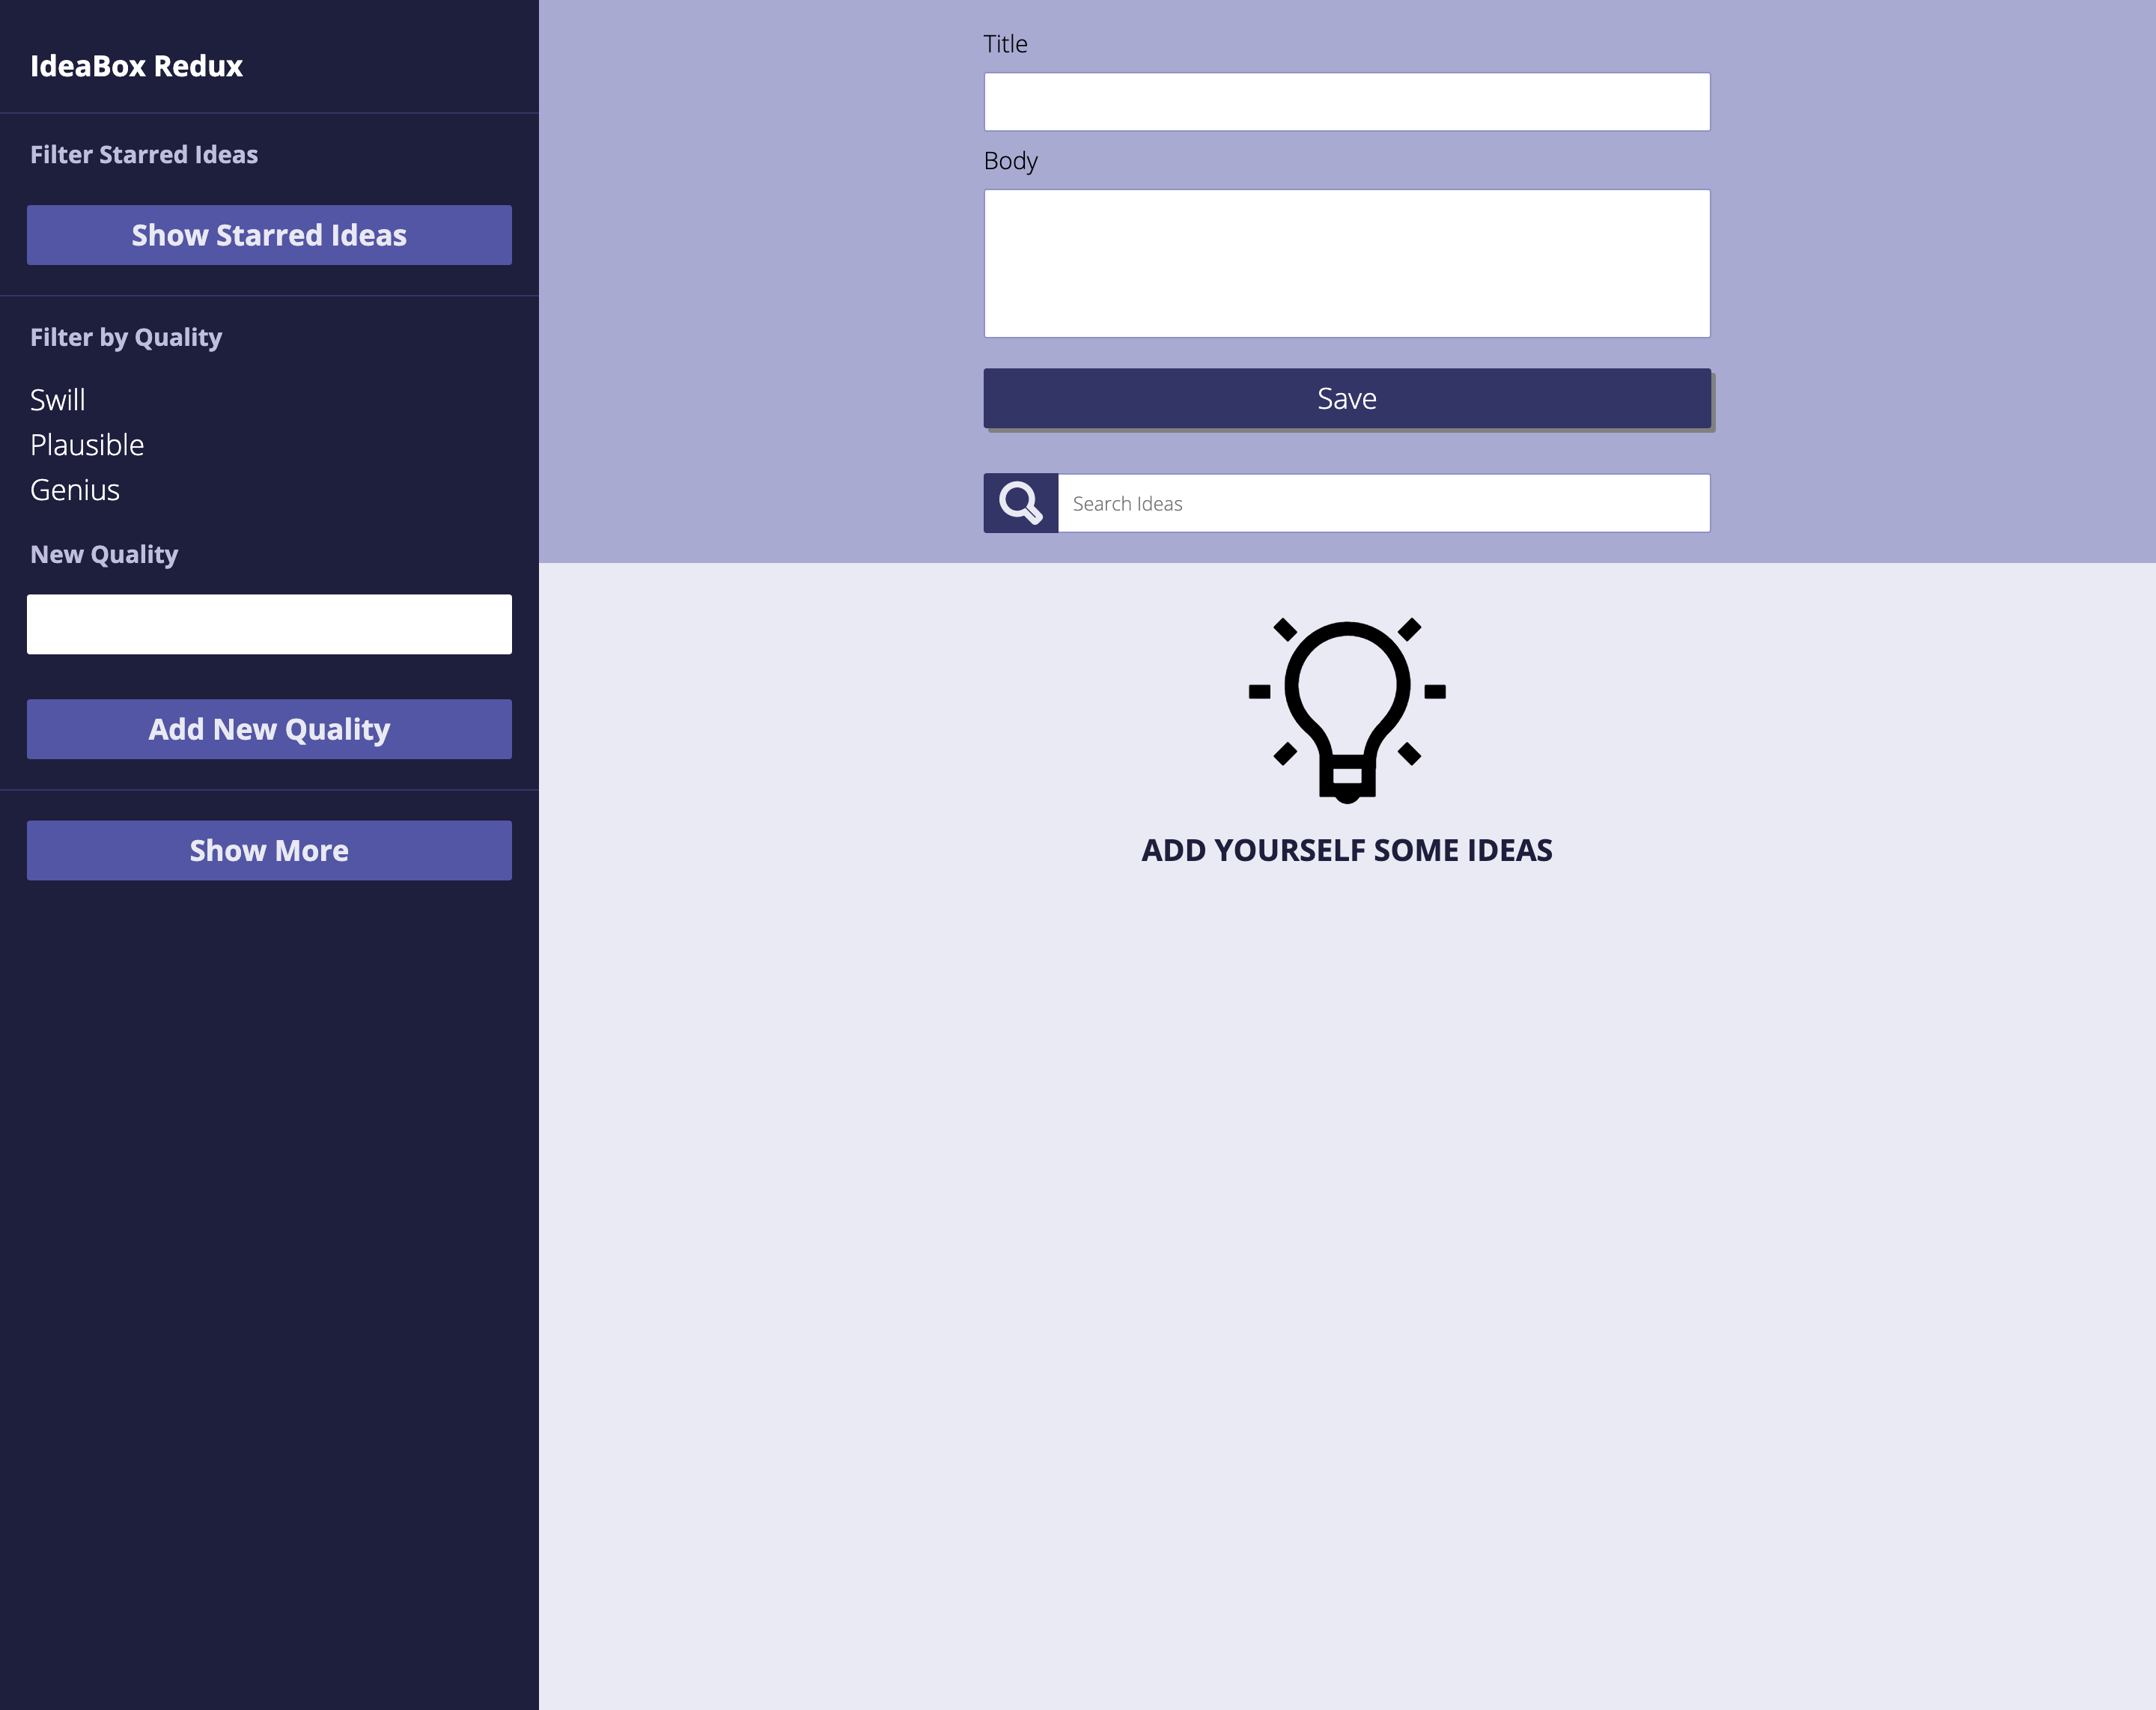 IdeaBox Redux
Filter Starred Ideas
Show Starred Ideas
Filter by Quality
Swill
Plausible
Genius
New Quality
Add New Quality
Show More
Title
Body
Save
Search Ideas
ADD YOURSELF SOME IDEAS